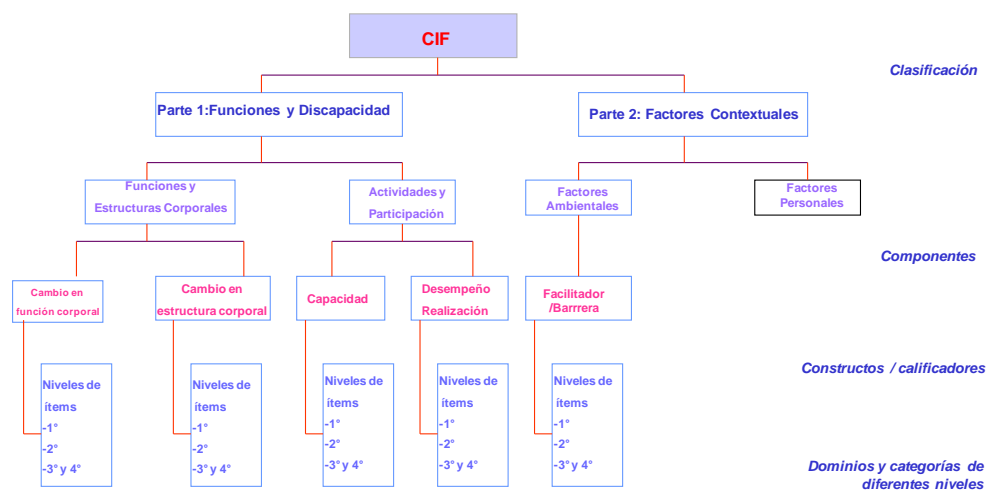 CIF
Clasificación
Parte 1:Funciones y Discapacidad
Parte 2: Factores Contextuales
Funciones y
Estructuras Corporales
Actividades y
Participación
Factores
Ambientales
Factores
Personales
Componentes
Cambio en
función corporal
Cambio en
estructura corporal
Capacidad
Desempeño
Realización
Facilitador
/Barrrera
Constructos / calificadores
Niveles de
ítems
-1°
-2°
-3° y 4°
Niveles de
ítems
-1°
-2°
-3° y 4°
Niveles de
ítems
-1°
-2°
-3° y 4°
Niveles de
ítems
-1°
-2°
-3° y 4°
Niveles de
ítems
-1°
-2°
-3° y 4°
Dominios y categorías de
diferentes niveles